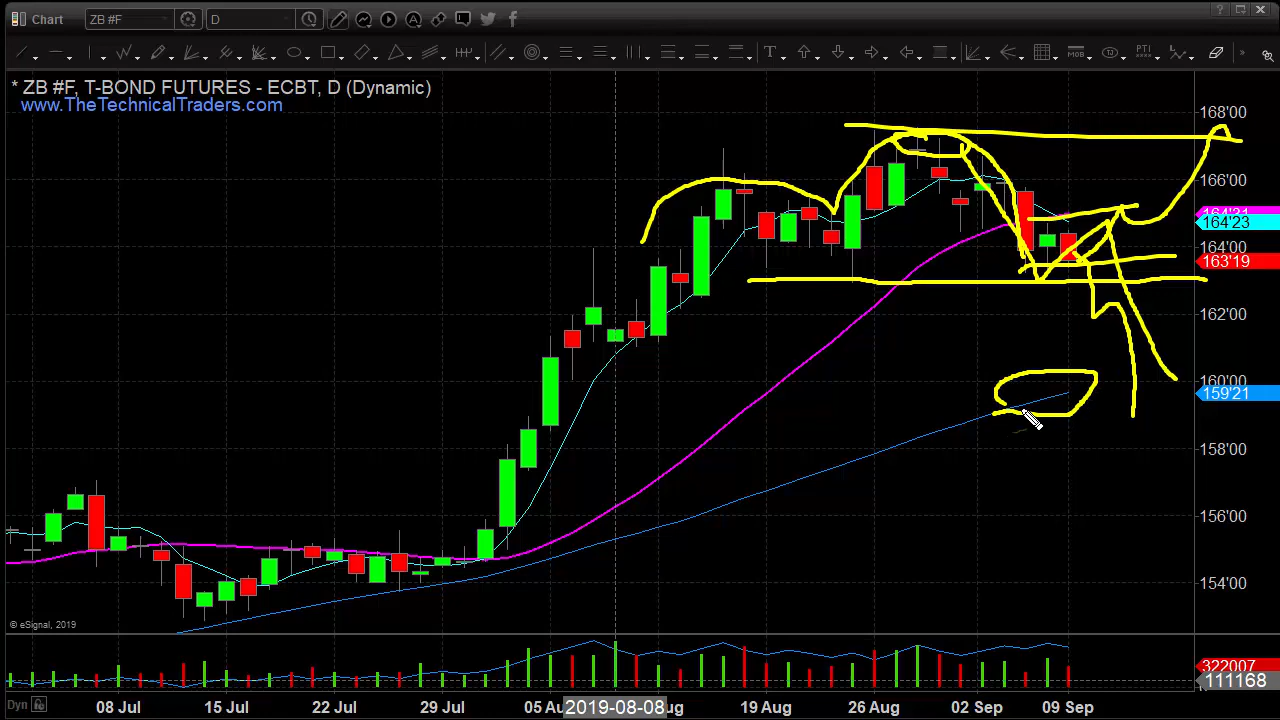 Chart ZB #F D
* ZB #F, T-BOND FUTURES - ECBT, D (Dynamic)
www.TheTechnicalTraders.com
168'00
166'00
164'23
164'00
163'19
162'00
160'00
159'21
158'00
156'00
154'00
© eSignal, 2019
322007
111168
Dyn 08 Jul 15 Jul 22 Jul 29 Jul 05 Au 2019-08-08 ug 19 Aug 26 Aug 02 Sep 09 Sep